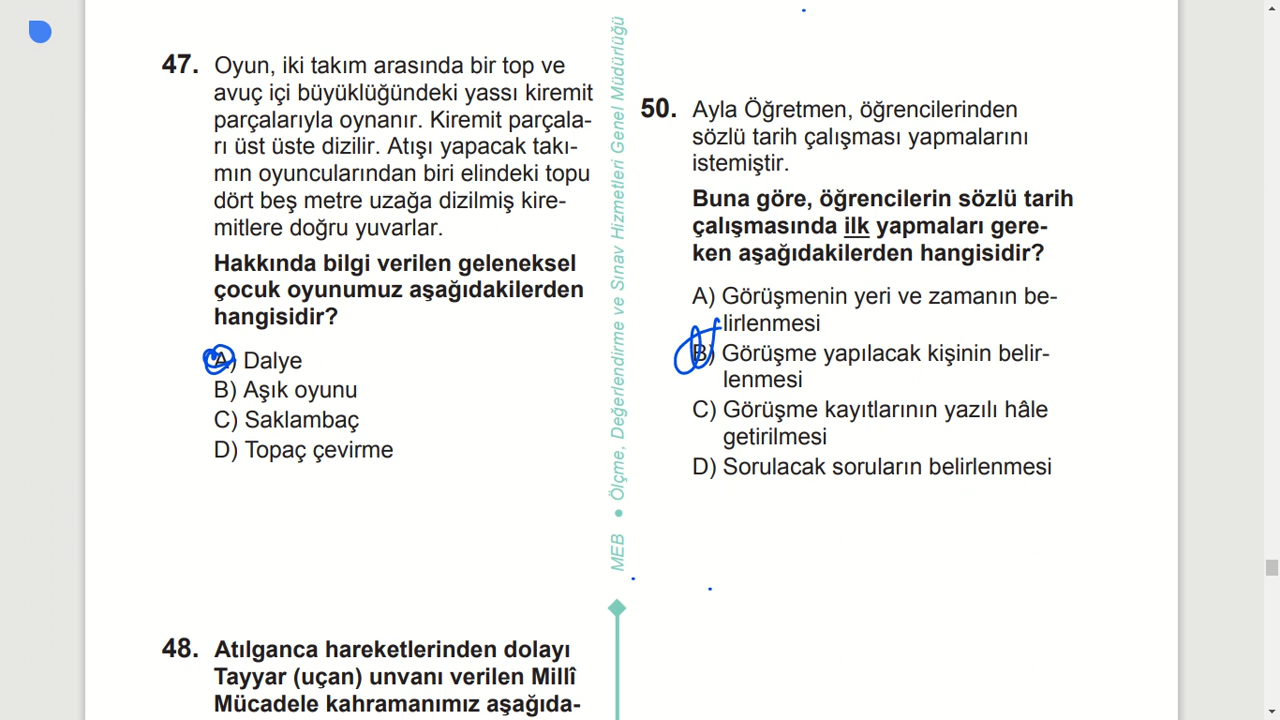 47. Oyun, iki takım arasında bir top ve
avuç içi büyüklüğündeki yassı kiremit
parçalarıyla oynanır. Kiremit parçala-
rı üst üste dizilir. Atışı yapacak takı-
mın oyuncularından biri elindeki topu
dört beş metre uzağa dizilmiş kire-
mitlere doğru yuvarlar.
Hakkında bilgi verilen geleneksel
çocuk oyunumuz aşağıdakilerden
hangisidir?
A) Dalye
B) Aşık oyunu
C) Saklambaç
D) Topaç çevirme
48. Atılganca hareketlerinden dolayı
Tayyar (uçan) unvanı verilen Millî
Mücadele kahramanımız aşağıda-
MEB ● Ölçme, Değerlendirme ve Sınav Hizmetleri Genel Müdürlüğü
50. Ayla Öğretmen, öğrencilerinden
sözlü tarih çalışması yapmalarını
istemiştir.
Buna göre, öğrencilerin sözlü tarih
çalışmasında ilk yapmaları gere-
ken aşağıdakilerden hangisidir?
A) Görüşmenin yeri ve zamanın be-
lirlenmesi
B) Görüşme yapılacak kişinin belir-
lenmesi
C) Görüşme kayıtlarının yazılı hâle
getirilmesi
D) Sorulacak soruların belirlenmesi